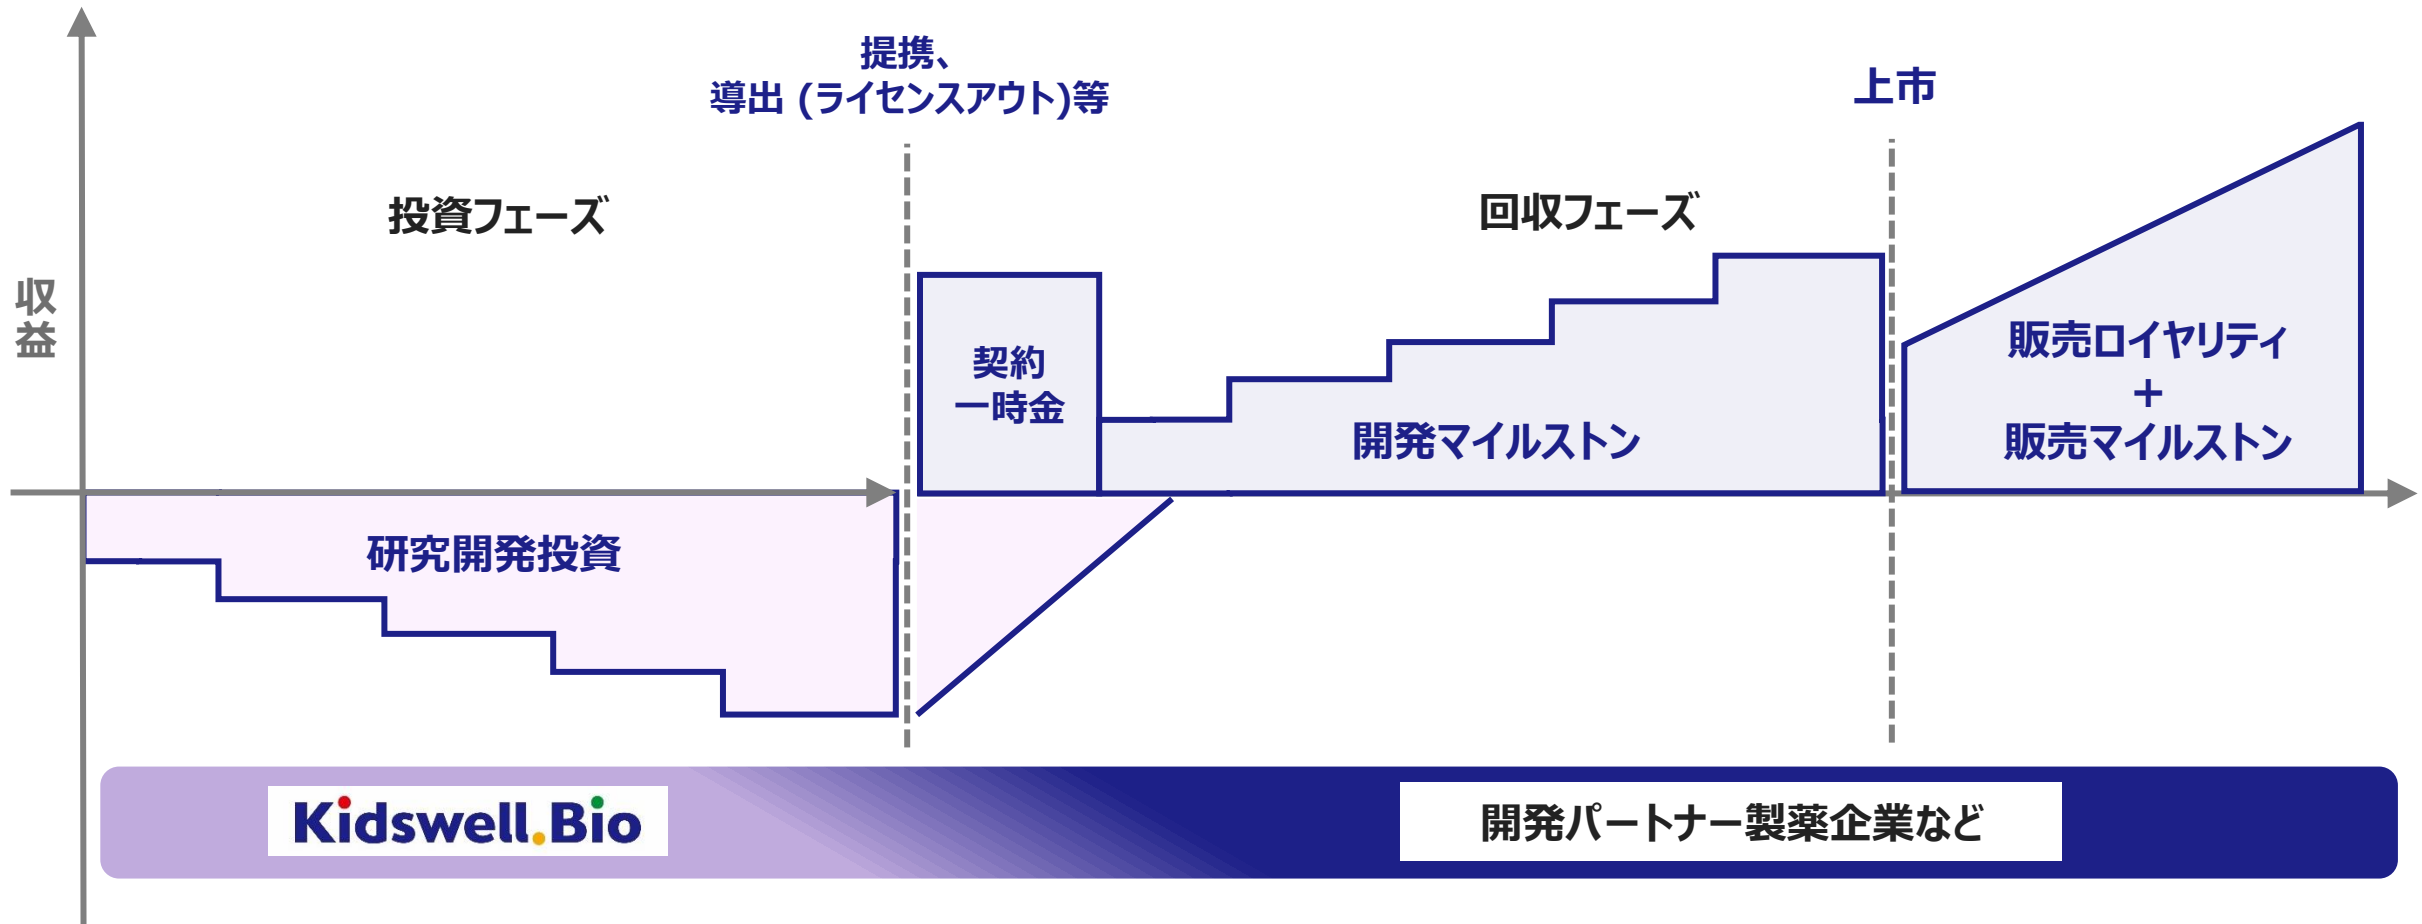 提携、
導出 (ライセンスアウト)等
上市
投資フェーズ
回収フェーズ
収益
契約
一時金
販売ロイヤリティ
+
販売マイルストン
開発マイルストン
研究開発投資
Kidswell.Bio
開発パートナー製薬企業など